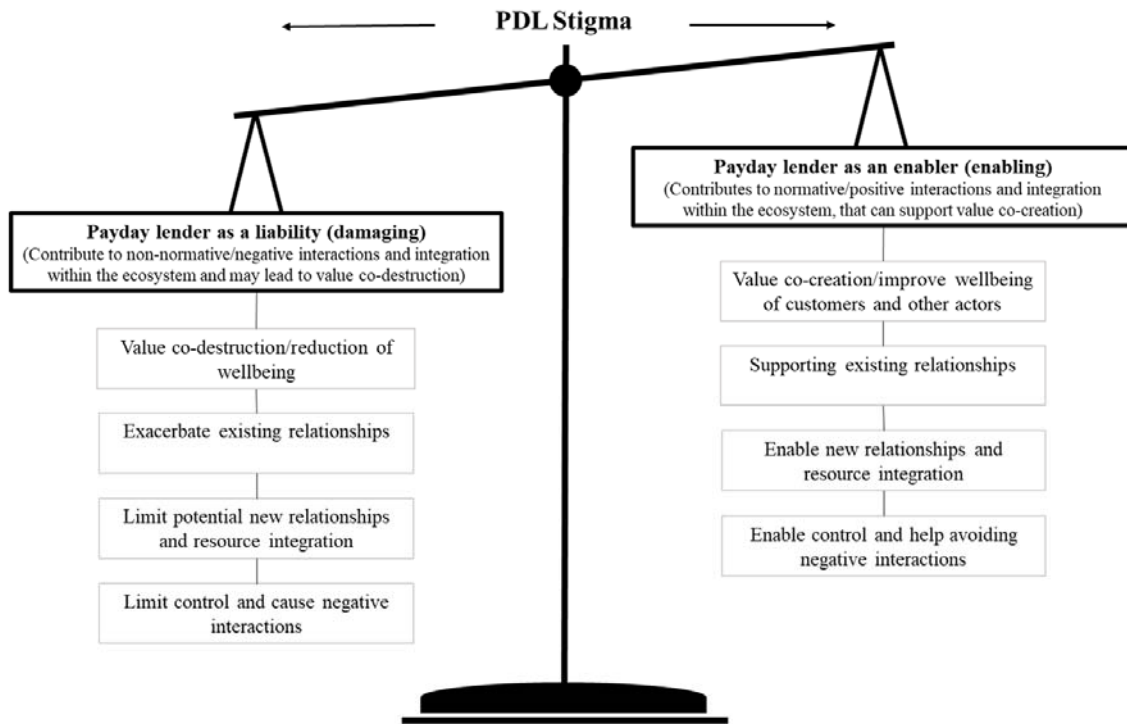 PDL Stigma
Payday lender as a liability (damaging)
(Contribute to non-normative/negative interactions and integration
within the ecosystem and may lead to value co-destruction)
Value co-destruction/reduction of
wellbeing
Exacerbate existing relationships
Limit potential new relationships
and resource integration
Limit control and cause negative
interactions
Payday lender as an enabler (enabling)
(Contributes to normative/positive interactions and integration
within the ecosystem, that can support value co-creation)
Value co-creation/improve wellbeing
of customers and other actors
Supporting existing relationships
Enable new relationships and
resource integration
Enable control and help avoiding
negative interactions